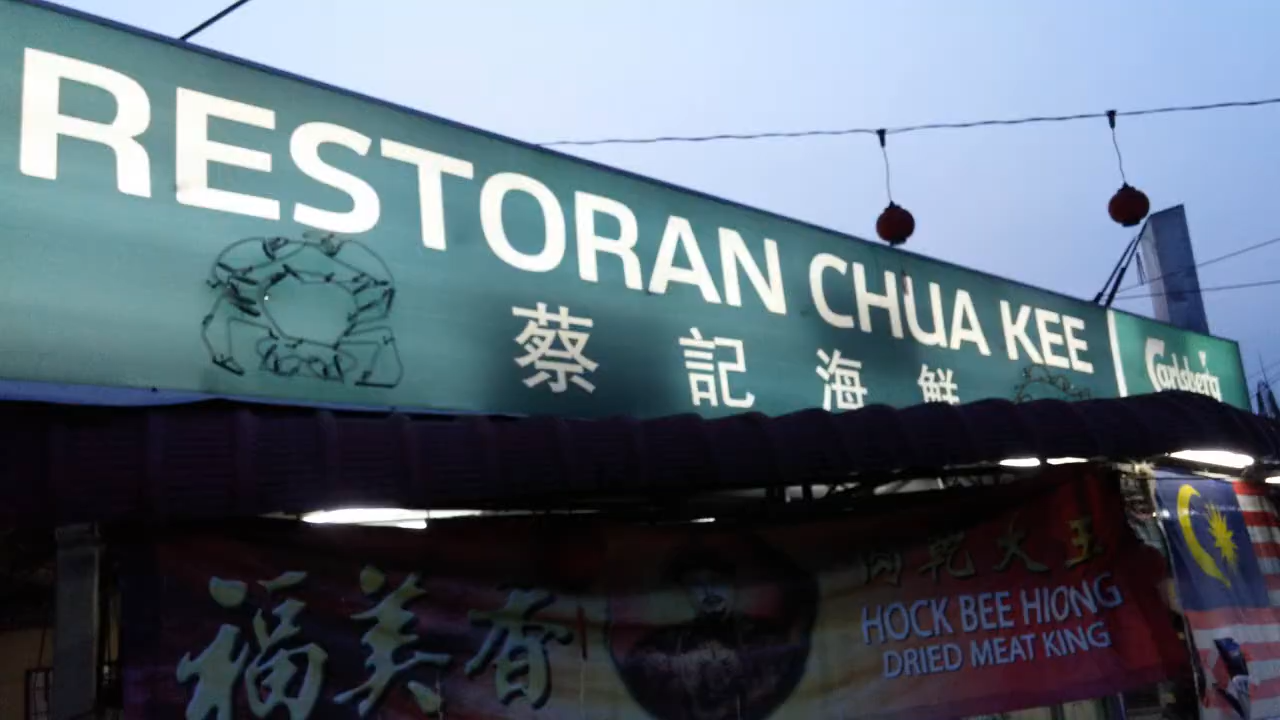 RESTORAN CHUA KEE
蔡記海鮮
Carlsberg
福美香
肉乾大王
HOCK BEE HIONG
DRIED MEAT KING